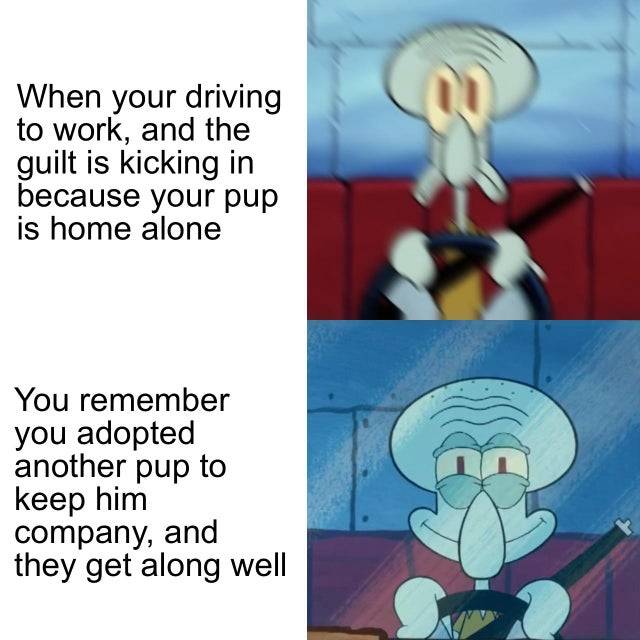 When your driving
to work, and the
guilt is kicking in
because your pup
is home alone
You remember
you adopted
another pup to
keep him
company, and
they get along well